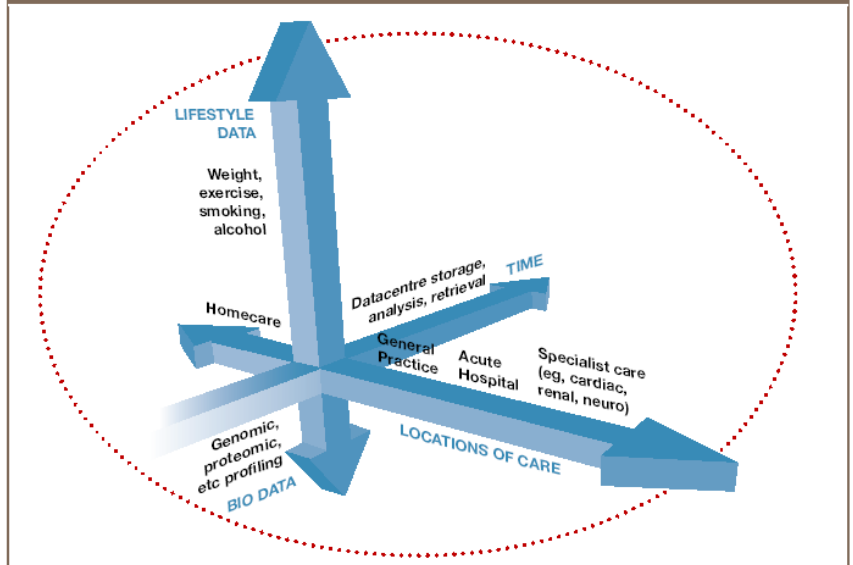 LIFESTYLE
DATA
Weight,
exercise,
smoking,
alcohol
TIME
Datacentre storage,
analysis, retrieval
Homecare
General
Practice
Acute
Hospital
Specialist care
(eg, cardiac,
renal, neuro)
LOCATIONS OF CARE
Genomic,
proteomic,
etc profiling
BIO DATA